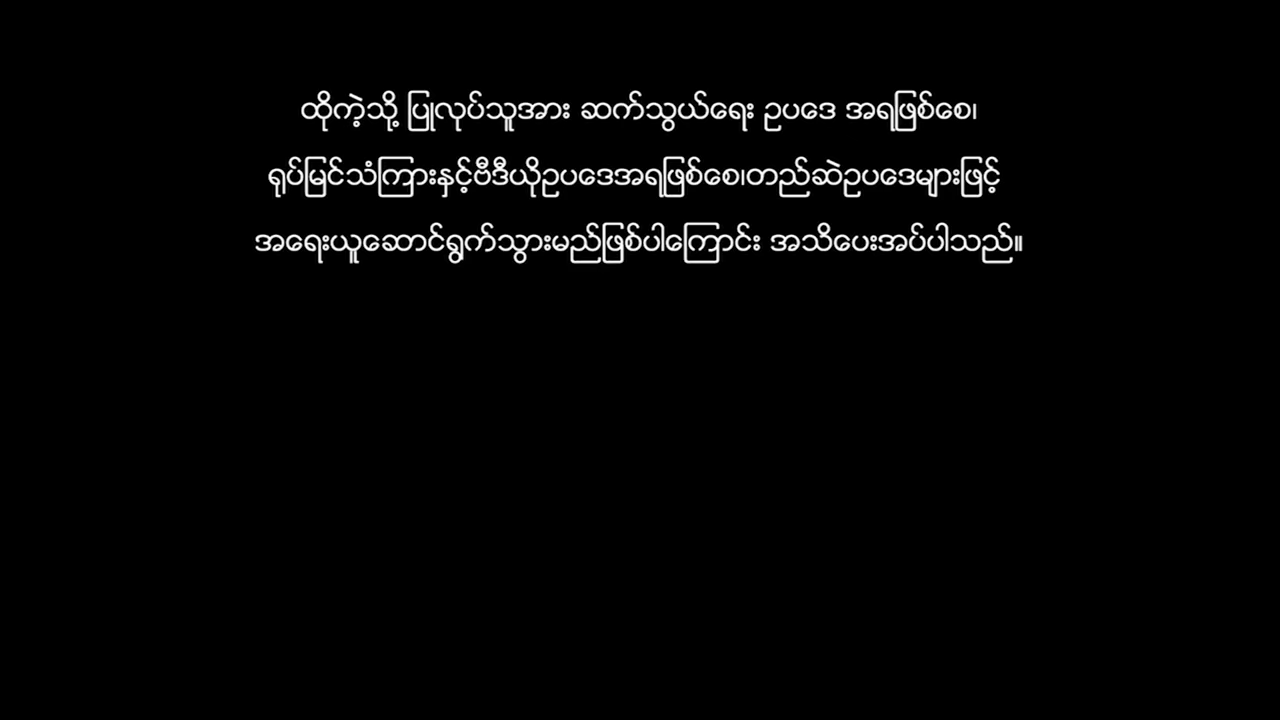 ထိုကဲ့သို့ ပြုလုပ်သူအား ဆက်သွယ်ရေး ဥပဒေ အရဖြစ်စေ၊
ရုပ်မြင်သံကြားနှင့်ဗီဒီယိုဥပဒေအရဖြစ်စေ၊တည်ဆဲဥပဒေများဖြင့်
အရေးယူဆောင်ရွက်သွားမည်ဖြစ်ပါကြောင်း အသိပေးအပ်ပါသည်။